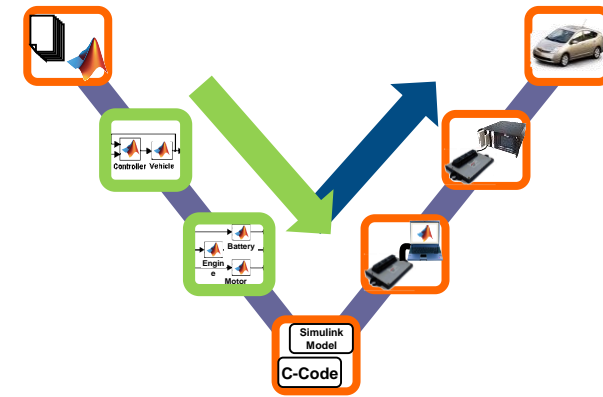 Controller Vehicle
Battery
Engin
e
Motor
Simulink
Model
C-Code